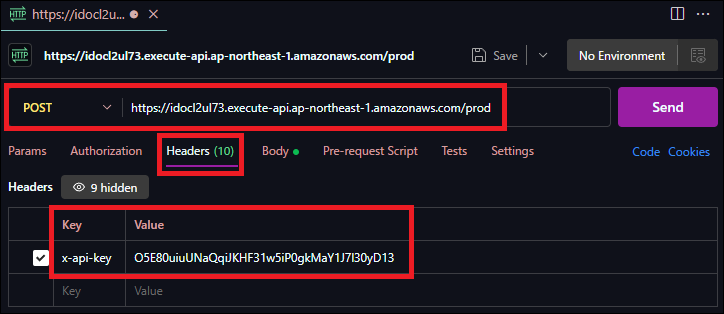 HTTP https://idocl2u...
HTTP https://idocl2ul73.execute-api.ap-northeast-1.amazonaws.com/prod Save No Environment
POST https://idocl2ul73.execute-api.ap-northeast-1.amazonaws.com/prod Send
Params Authorization Headers (10) Body Pre-request Script Tests Settings Code Cookies
Headers 9 hidden
Key Value
x-api-key O5E80uiuUNaQqiJKHF31w5iP0gkMaY1J7l30yD13
Key Value